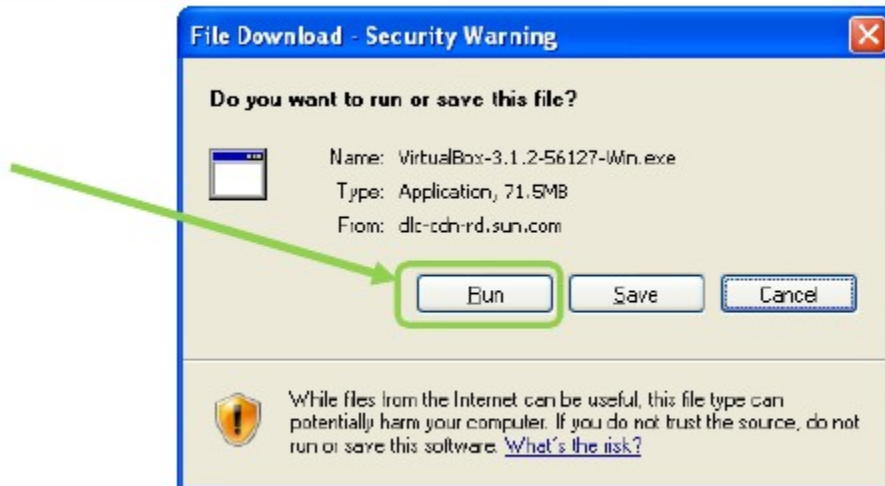 File Download - Security Warning
Do you want to run or save this file?
Name: VirtualBox-3.1.2-56127-Win.exe
Type: Application, 71.5MB
From: dlc-cdn-rd.sun.com
Run Save Cancel
While files from the Internet can be useful, this file type can
potentially harm your computer. If you do not trust the source, do not
run or save this software. What's the risk?